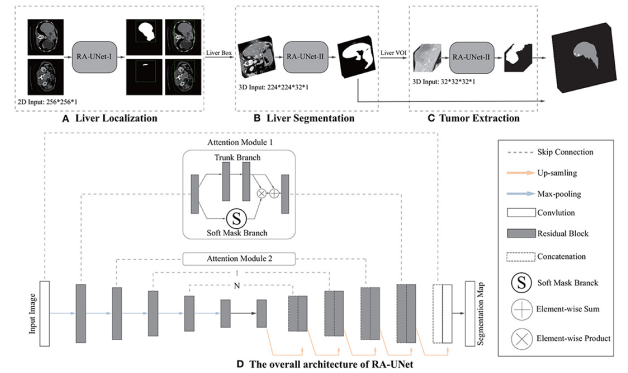 RA-UNet-I
Liver Box
RA-UNet-II
Liver VOI
RA-UNet-II
2D Input: 256*256*1
3D Input: 224*224*32*1
3D Input: 32*32*32*1
A Liver Localization
B Liver Segmentation
C Tumor Extraction
Attention Module 1
Trunk Branch
S
Soft Mask Branch
Attention Module 2
N
Input Image
Segmentation Map
D The overall architecture of RA-UNet
Skip Connection
Up-samling
Max-pooling
Convlution
Residual Block
Concatenation
S
Soft Mask Branck
Element-wise Sum
Element-wise Product